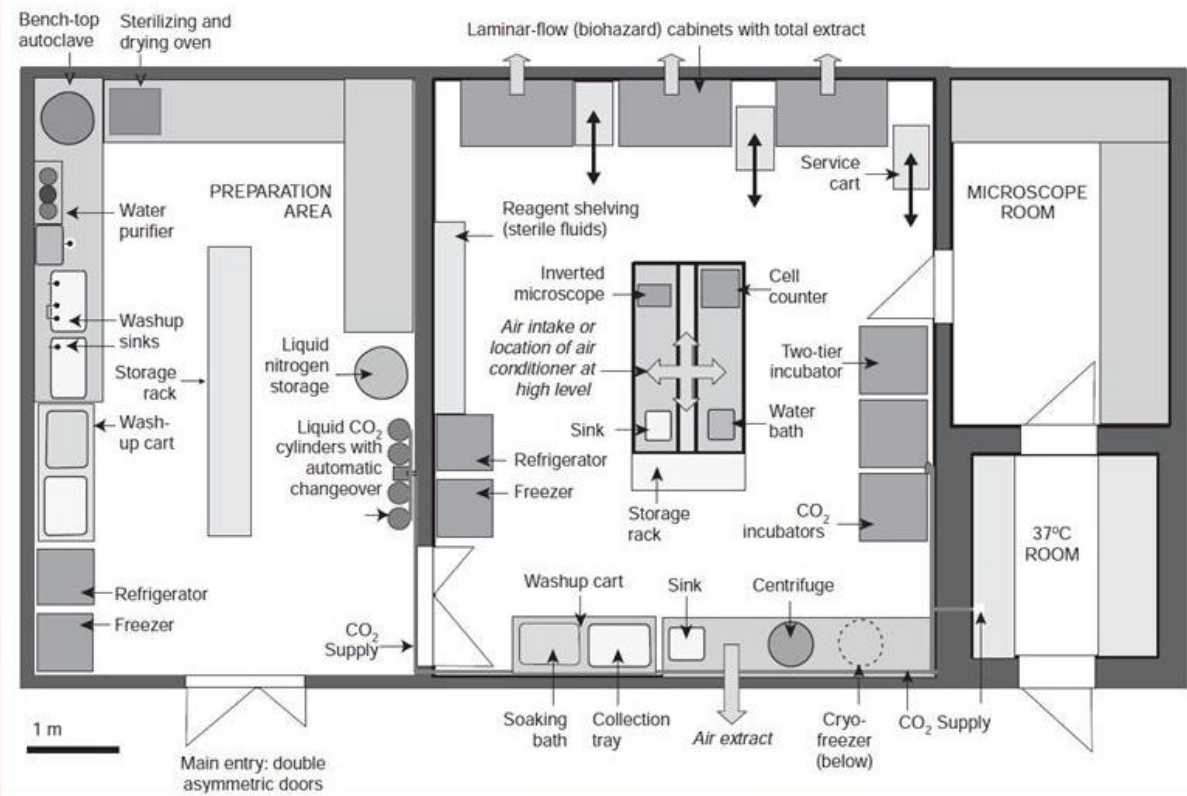 Bench-top
autoclave
Sterilizing and
drying oven
Laminar-flow (biohazard) cabinets with total extract
PREPARATION
AREA
Water
purifier
Washup
sinks
Storage
rack
Wash-
up cart
Liquid
nitrogen
storage
Liquid CO₂
cylinders with
automatic
changeover
Refrigerator
Freezer
CO₂
Supply
1 m
Main entry: double
asymmetric doors
Reagent shelving
(sterile fluids)
Service
cart
Inverted
microscope
Cell
counter
Air intake or
location of air
conditioner at
high level
Two-tier
incubator
Sink
Water
bath
Refrigerator
Freezer
Storage
rack
CO₂
incubators
Washup cart
Sink
Centrifuge
Soaking
bath
Collection
tray
Air extract
Cryo-
freezer
(below)
CO₂ Supply
MICROSCOPE
ROOM
37ºC
ROOM